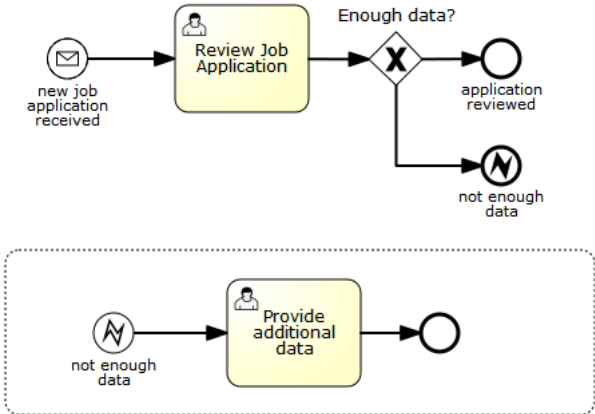 Enough data?
Review Job
Application
new job
application
received
X
application
reviewed
not enough
data
Provide
additional
data
not enough
data